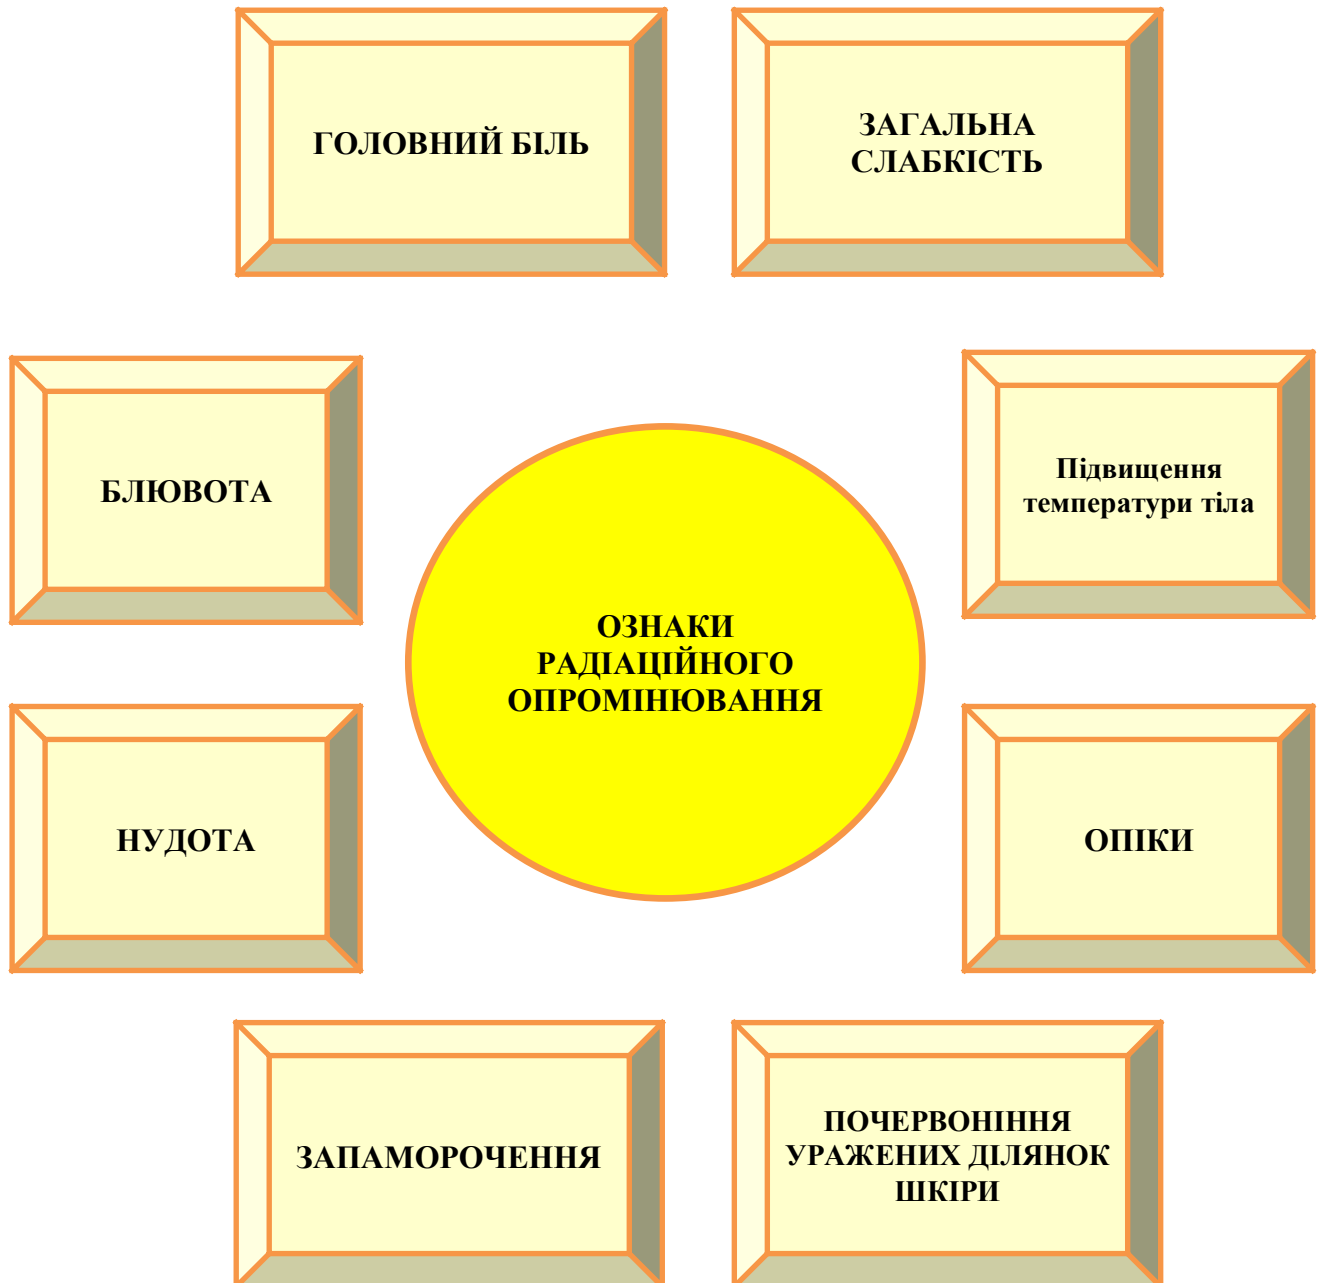 ГОЛОВНИЙ БІЛЬ
ЗАГАЛЬНА
СЛАБКІСТЬ
БЛЮВОТА
Підвищення
температури тіла
ОЗНАКИ
РАДІАЦІЙНОГО
ОПРОМІНЮВАННЯ
НУДОТА
ОПІКИ
ЗАПАМОРОЧЕННЯ
ПОЧЕРВОНІННЯ
УРАЖЕНИХ ДІЛЯНОК
ШКІРИ